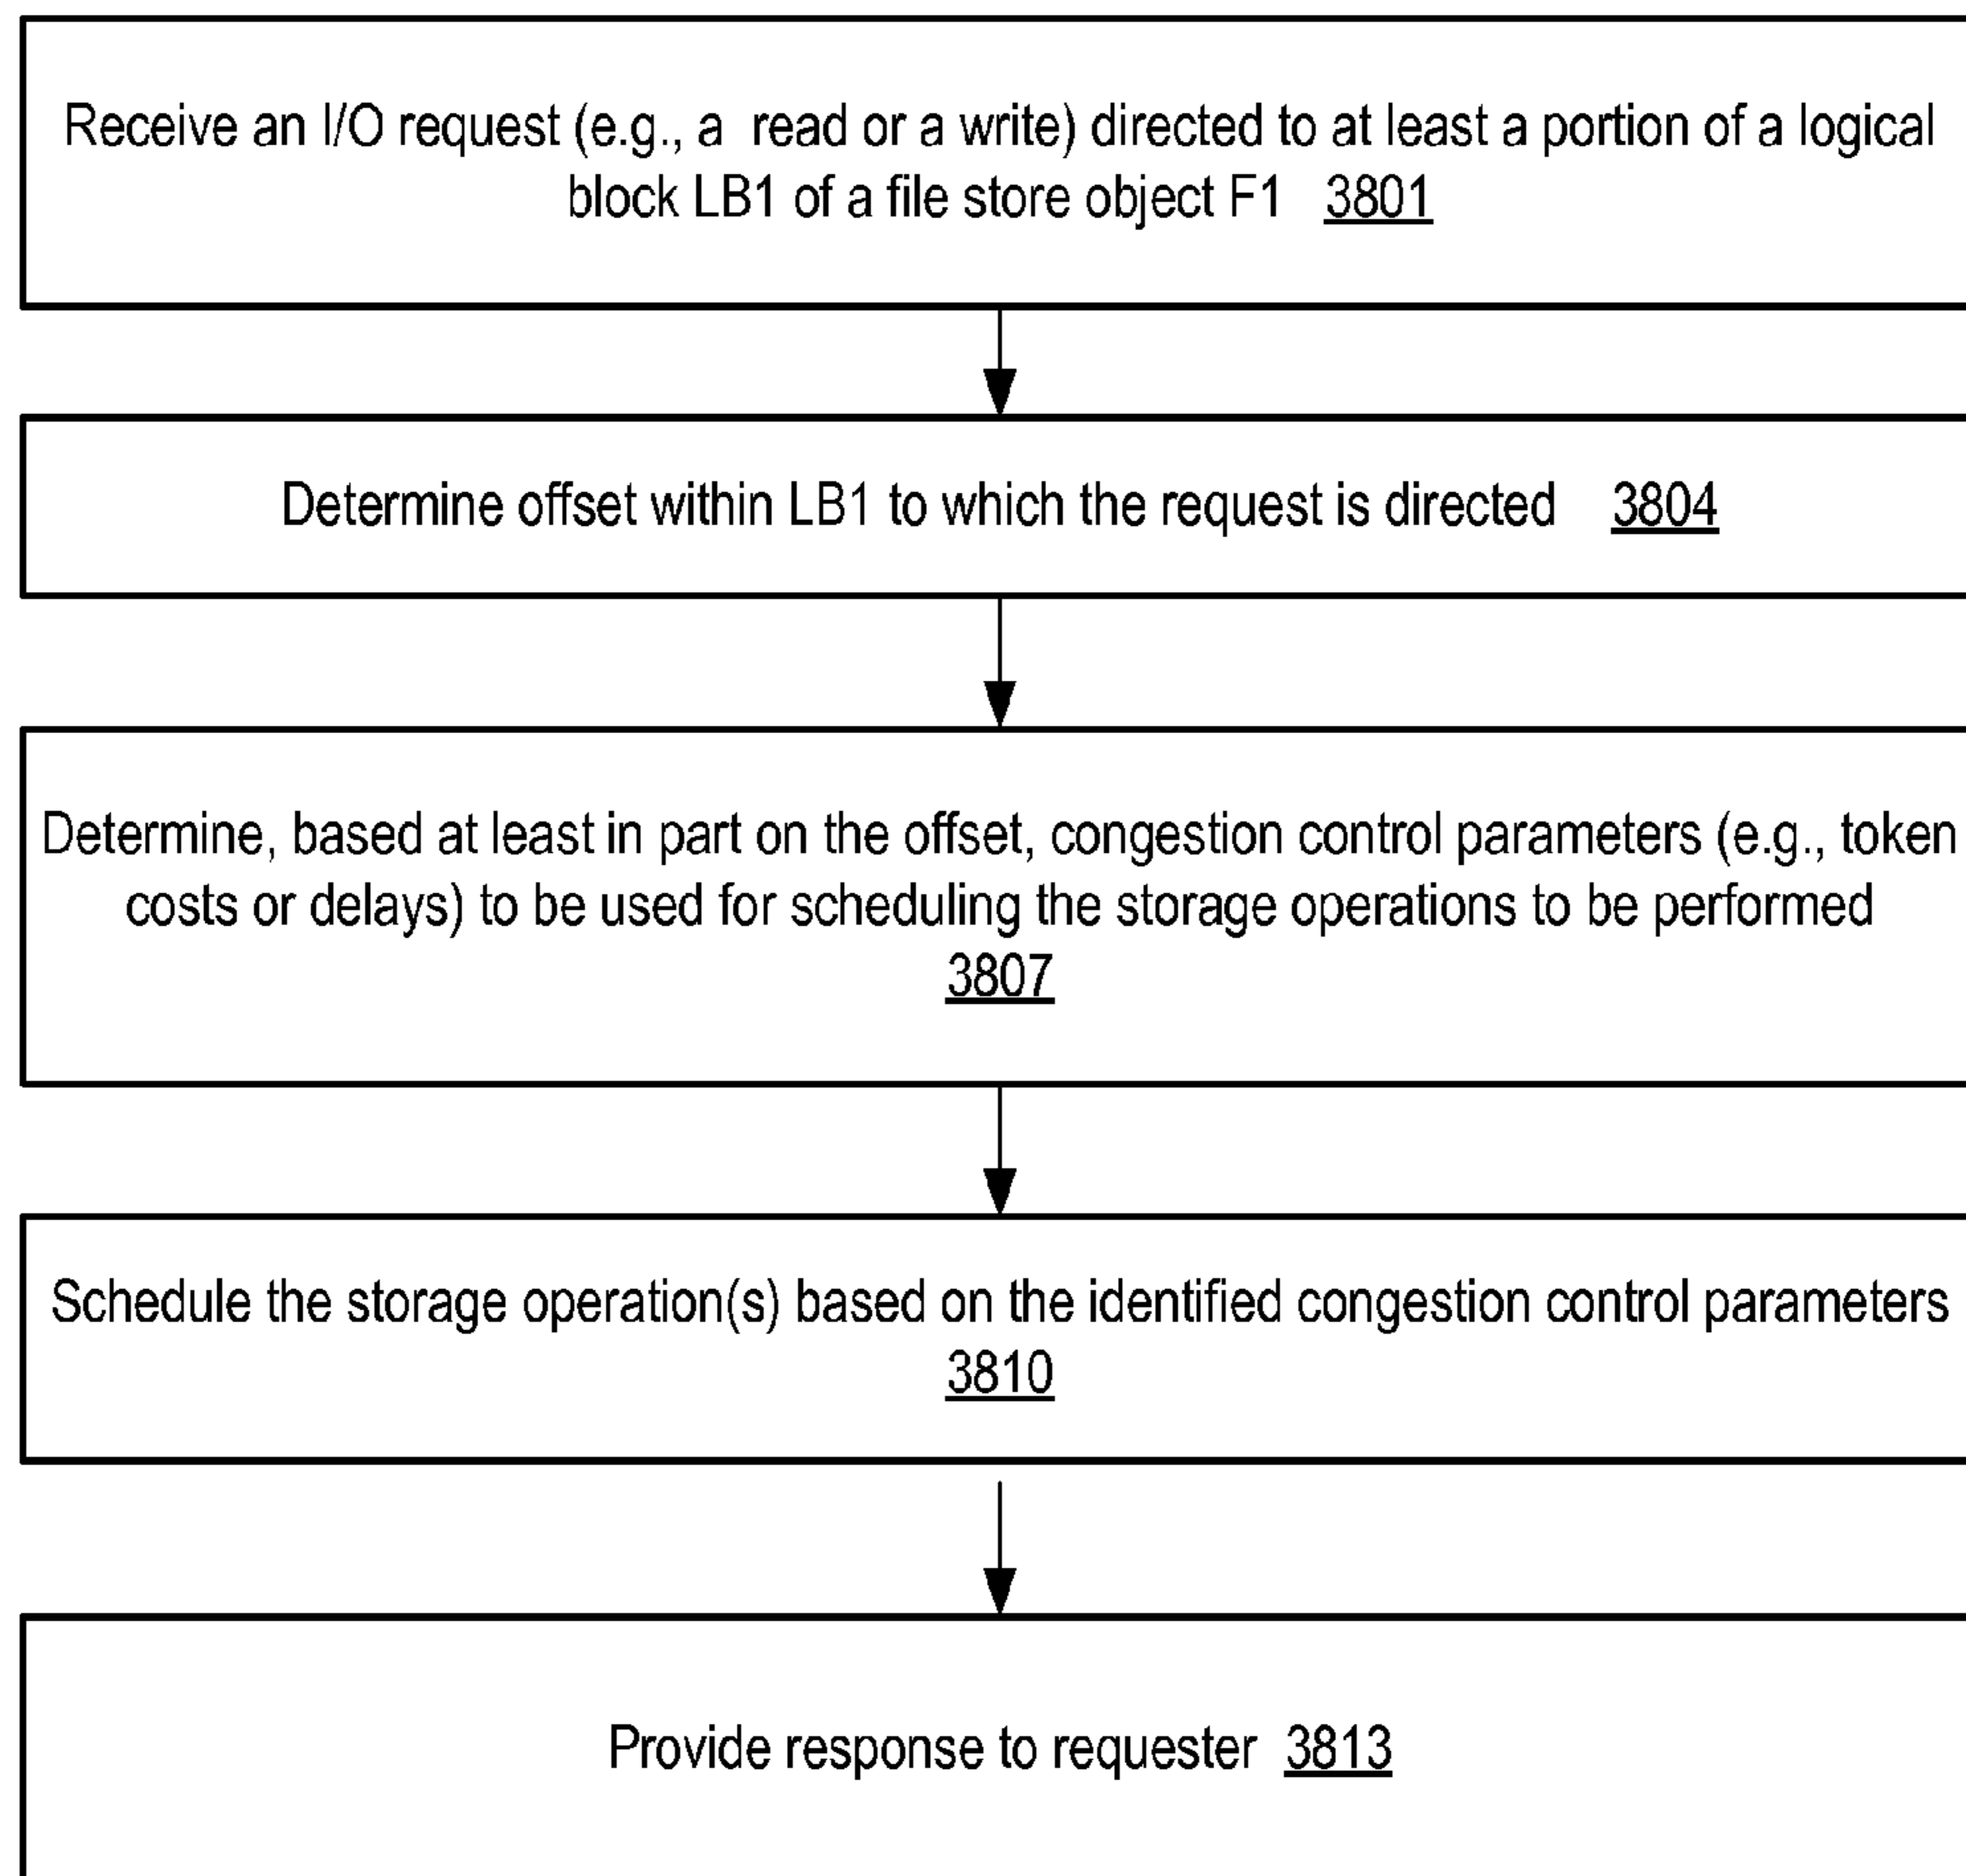 Receive an I/O request (e.g., a read or a write) directed to at least a portion of a logical
block LB1 of a file store object F1 3801
Determine offset within LB1 to which the request is directed 3804
Determine, based at least in part on the offset, congestion control parameters (e.g., token
costs or delays) to be used for scheduling the storage operations to be performed
3807
Schedule the storage operation(s) based on the identified congestion control parameters
3810
Provide response to requester 3813